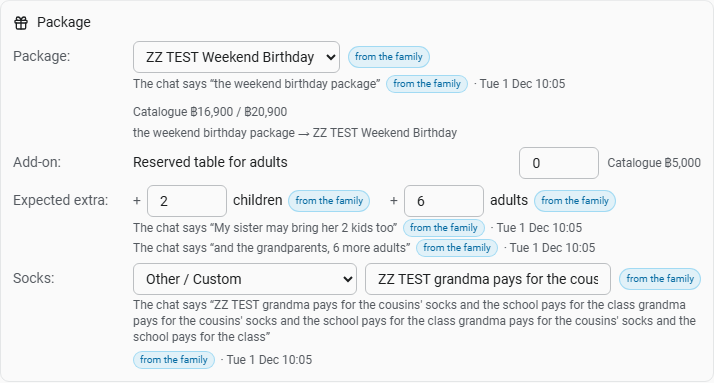 Package
Package: ZZ TEST Weekend Birthday from the family
The chat says “the weekend birthday package” from the family · Tue 1 Dec 10:05
Catalogue ฿16,900 / ฿20,900
the weekend birthday package → ZZ TEST Weekend Birthday
Add-on: Reserved table for adults 0 Catalogue ฿5,000
Expected extra: + 2 children from the family + 6 adults from the family
The chat says “My sister may bring her 2 kids too” from the family · Tue 1 Dec 10:05
The chat says “and the grandparents, 6 more adults” from the family · Tue 1 Dec 10:05
Socks: Other / Custom ZZ TEST grandma pays for the cous from the family
The chat says “ZZ TEST grandma pays for the cousins' socks and the school pays for the class grandma
pays for the cousins' socks and the school pays for the class grandma pays for the cousins' socks and the
school pays for the class”
from the family · Tue 1 Dec 10:05